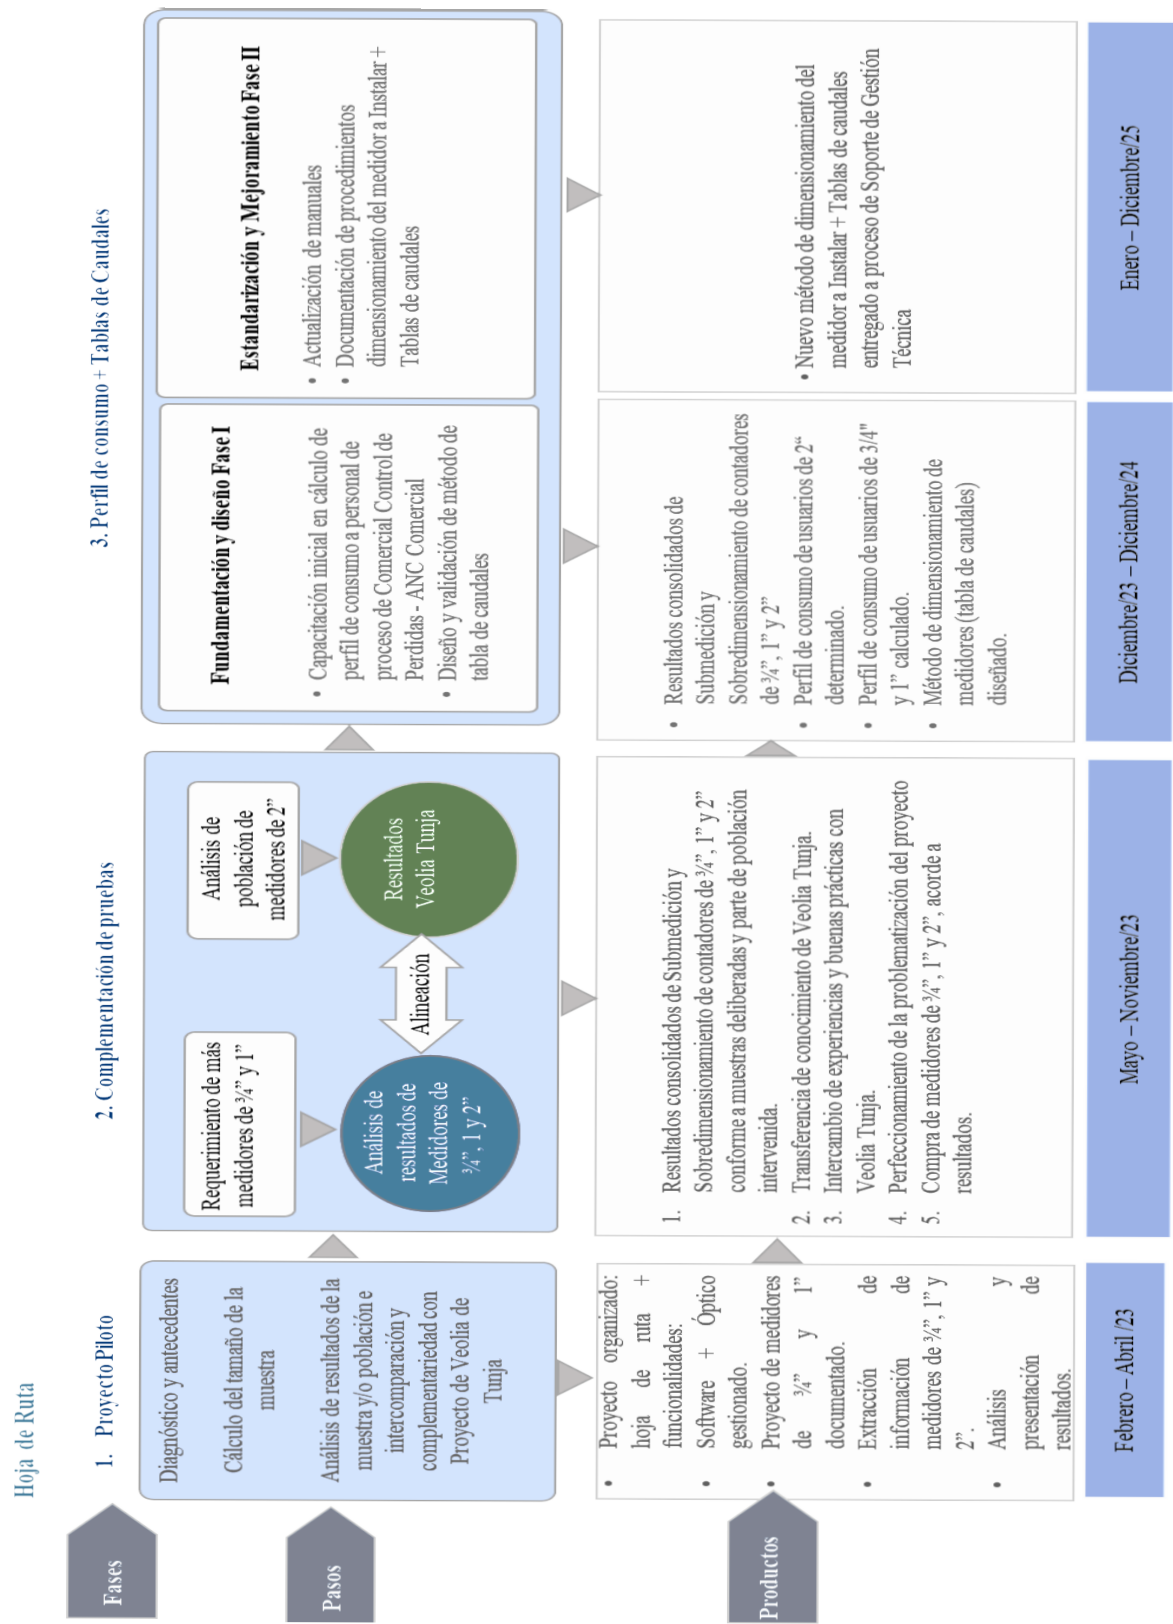 Hoja de Ruta
Fases
1. Proyecto Piloto
2. Complementación de pruebas
3. Perfil de consumo + Tablas de Caudales
Pasos
Diagnóstico y antecedentes
Cálculo del tamaño de la
muestra
Análisis de resultados de la
muestra y/o población e
intercomparación y
complementariedad con
Proyecto de Veolia de
Tunja
Requerimiento de más
medidores de ¾” y 1”
Análisis de
resultados de
Medidores de
¾”, 1 y 2”
Alineación
Análisis de
población de
medidores de 2”
Resultados
Veolia Tunja
Fundamentación y diseño Fase I
• Capacitación inicial en cálculo de
perfil de consumo a personal de
proceso de Comercial Control de
Perdidas - ANC Comercial
• Diseño y validación de método de
tabla de caudales
Estandarización y Mejoramiento Fase II
• Actualización de manuales
• Documentación de procedimientos
dimensionamiento del medidor a Instalar +
Tablas de caudales
Productos
• Proyecto organizado:
hoja de ruta +
funcionalidades:
• Software + Óptico
gestionado.
• Proyecto de medidores
de ¾” y 1”
documentado.
• Extracción de
información de
medidores de ¾”, 1” y
2”.
• Análisis y
presentación de
resultados.
1. Resultados consolidados de Submedición y
Sobredimensionamiento de contadores de ¾”, 1” y 2”
conforme a muestras deliberadas y parte de población
intervenida.
2. Transferencia de conocimiento de Veolia Tunja.
3. Intercambio de experiencias y buenas prácticas con
Veolia Tunja.
4. Perfeccionamiento de la problematización del proyecto
5. Compra de medidores de ¾”, 1” y 2”, acorde a
resultados.
• Resultados consolidados de
Submedición y
Sobredimensionamiento de contadores
de ¾”, 1” y 2”
• Perfil de consumo de usuarios de 2“
determinado.
• Perfil de consumo de usuarios de 3/4"
y 1” calculado.
• Método de dimensionamiento de
medidores (tabla de caudales)
diseñado.
• Nuevo método de dimensionamiento del
medidor a Instalar + Tablas de caudales
entregado a proceso de Soporte de Gestión
Técnica
Febrero – Abril /23
Mayo – Noviembre/23
Diciembre/23 – Diciembre/24
Enero – Diciembre/25